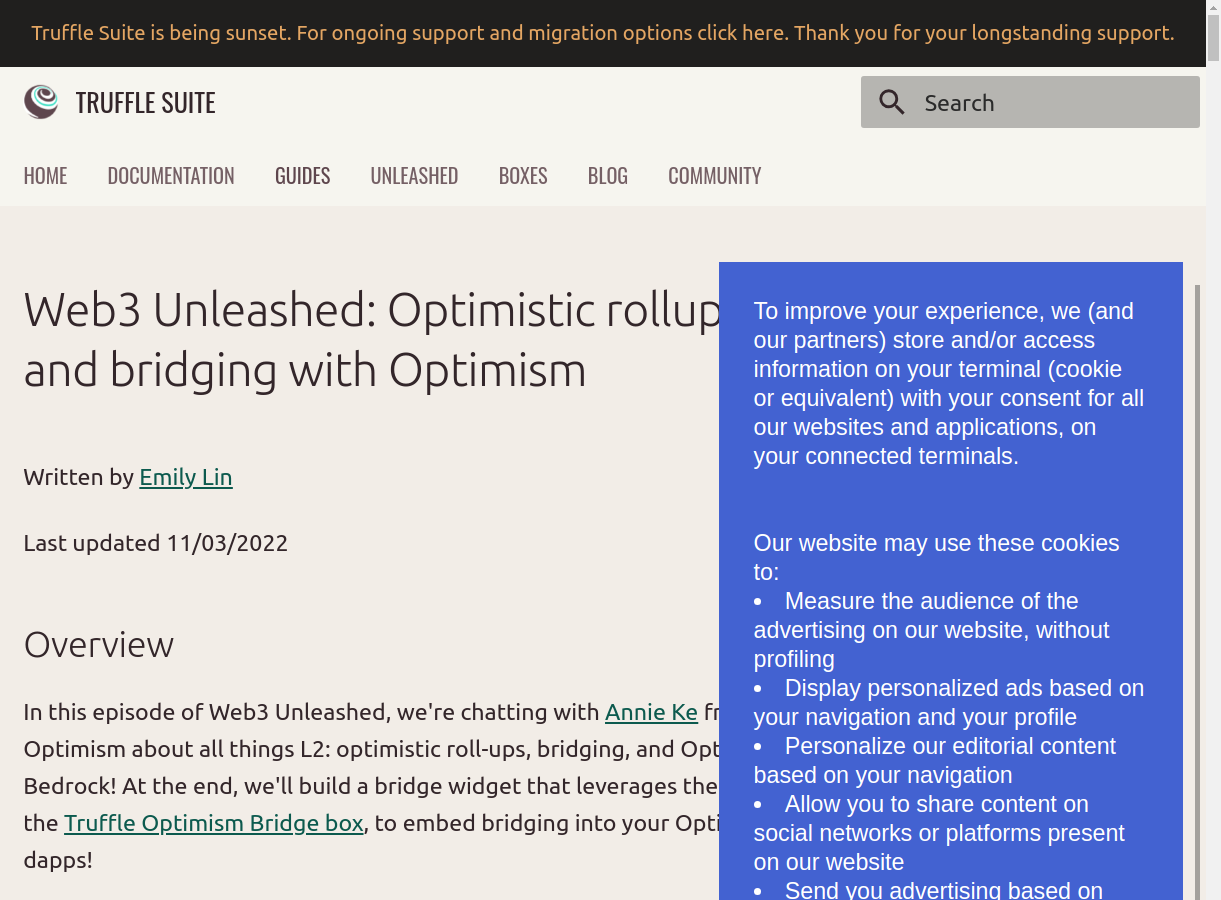 Truffle Suite is being sunset. For ongoing support and migration options click here. Thank you for your longstanding support.
TRUFFLE SUITE
Search
HOME DOCUMENTATION GUIDES UNLEASHED BOXES BLOG COMMUNITY
Web3 Unleashed: Optimistic rollup
and bridging with Optimism
Written by Emily Lin
Last updated 11/03/2022
Overview
In this episode of Web3 Unleashed, we're chatting with Annie Ke
Optimism about all things L2: optimistic roll-ups, bridging, and
Bedrock! At the end, we'll build a bridge widget that leverages the
the Truffle Optimism Bridge box, to embed bridging into your
dapps!
To improve your experience, we (and
our partners) store and/or access
information on your terminal (cookie
or equivalent) with your consent for all
our websites and applications, on
your connected terminals.
Our website may use these cookies
to:
• Measure the audience of the
advertising on our website, without
profiling
• Display personalized ads based on
your navigation and your profile
• Personalize our editorial content
based on your navigation
• Allow you to share content on
social networks or platforms present
on our website
• Send you advertising based on